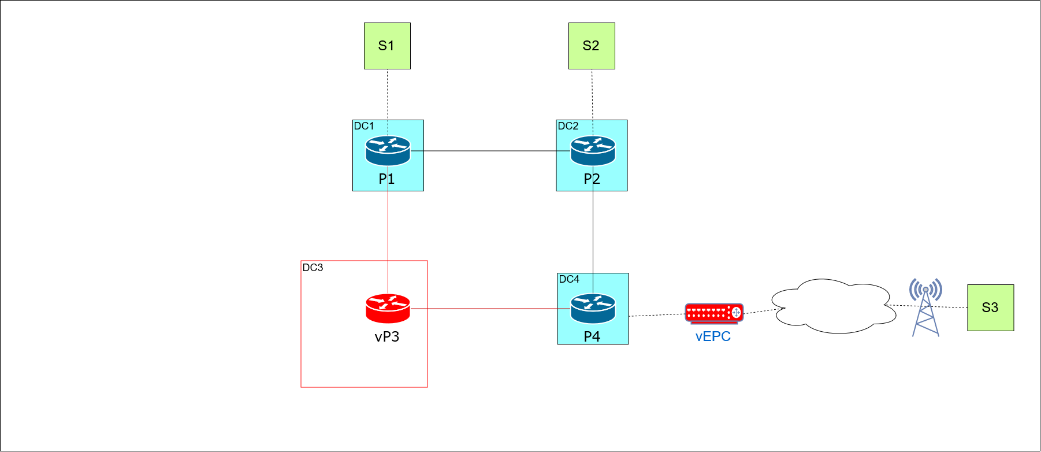 S1
S2
DC1
DC2
P1
P2
DC3
DC4
S3
vP3
P4
vEPC